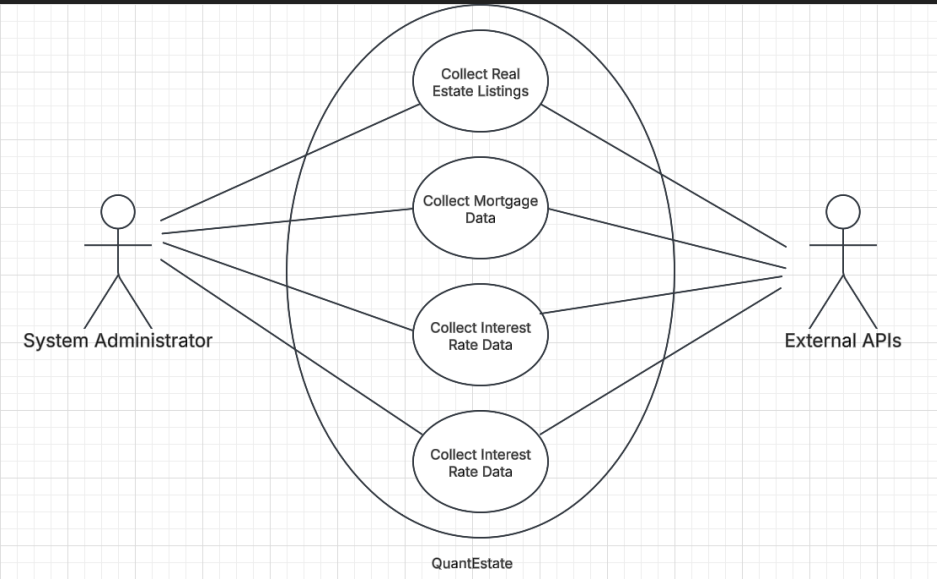 Collect Real
Estate Listings
Collect Mortgage
Data
Collect Interest
Rate Data
System Administrator
External APIs
Collect Interest
Rate Data
QuantEstate